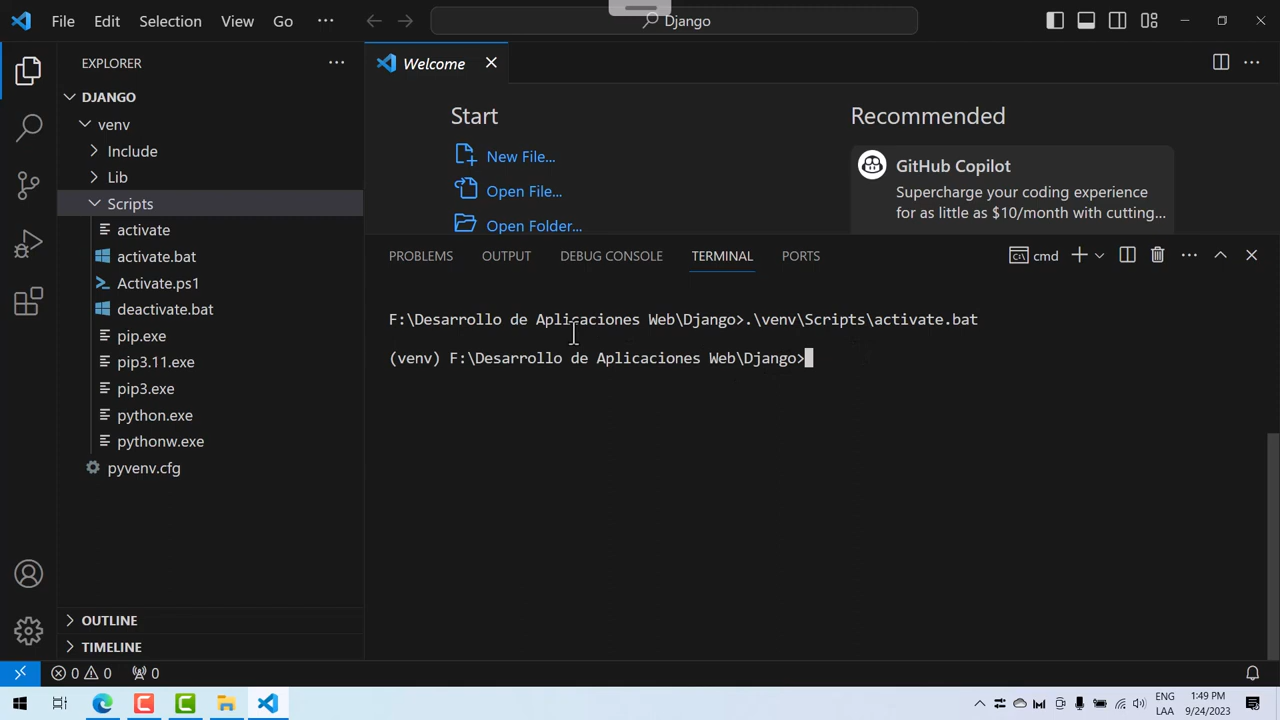 File Edit Selection View Go ··· Django
EXPLORER ···
DJANGO
venv
Include
Lib
Scripts
activate
activate.bat
Activate.ps1
deactivate.bat
pip.exe
pip3.11.exe
pip3.exe
python.exe
pythonw.exe
pyvenv.cfg
OUTLINE
TIMELINE
Welcome
Start
New File...
Open File...
Open Folder...
Recommended
GitHub Copilot
Supercharge your coding experience
for as little as $10/month with cutting...
PROBLEMS OUTPUT DEBUG CONSOLE TERMINAL PORTS cmd
F:\Desarrollo de Aplicaciones Web\Django>.\venv\Scripts\activate.bat
(venv) F:\Desarrollo de Aplicaciones Web\Django>
0 0 0
ENG 1:49 PM
LAA 9/24/2023